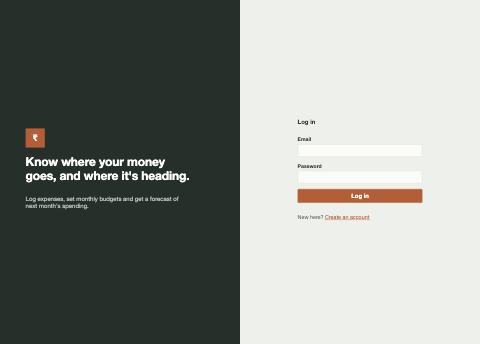 ₹
Know where your money
goes, and where it's heading.
Log expenses, set monthly budgets and get a forecast of
next month's spending.
Log in
Email
Password
Log in
New here? Create an account